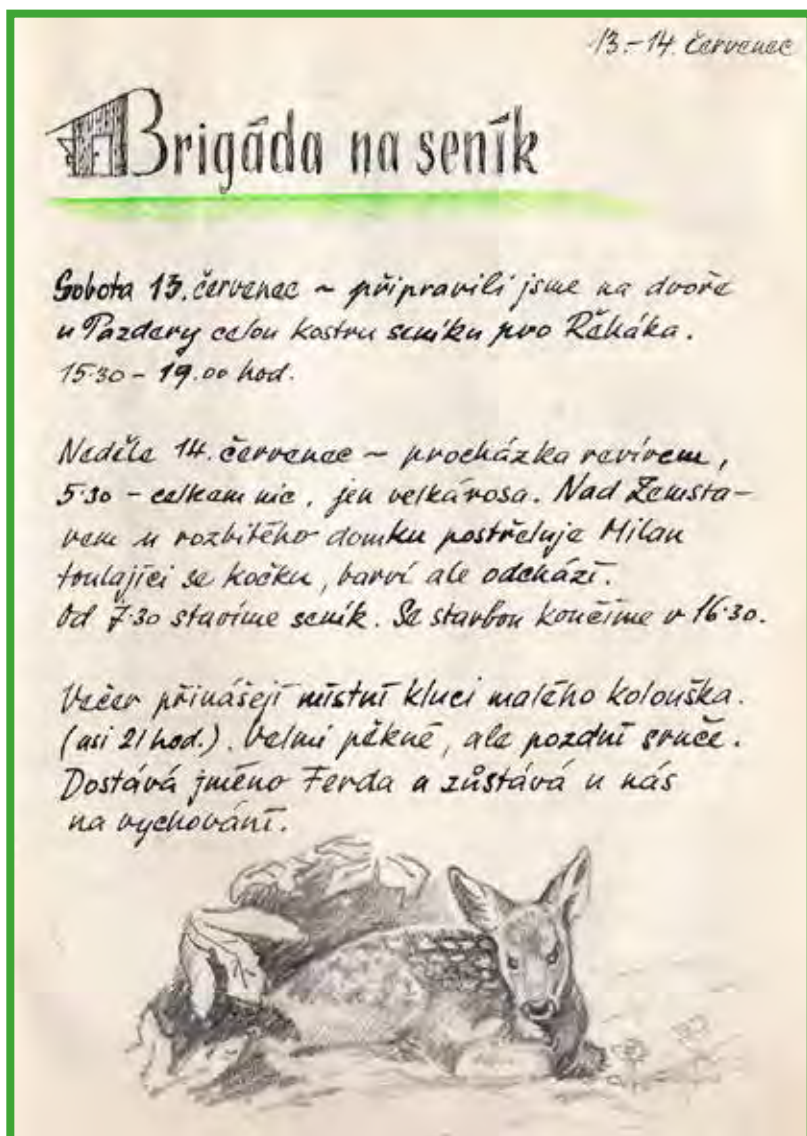 13.-14. červenec
Brigáda na seník
Sobota 13. červenec ~ připravili jsme na dvoře
u Pazdery celou kostru seníku pro Řeháka.
15.30 - 19.00 hod.
Neděle 14. červenec ~ procházka revírem,
5.30 - celkem nic, jen velká rosa. Nad Zemsta-
vem u rozbitého domku postřeluje Milan
toulající se kočku, barví ale odchází.
Od 7.30 stavíme seník. Se stavbou končíme v 16.30.
Večer přinášejí místní kluci malého kolouška.
(asi 21 hod.). Velmi pěkné, ale pozdní srnče.
Dostává jméno Ferda a zůstává u nás
na vychování.